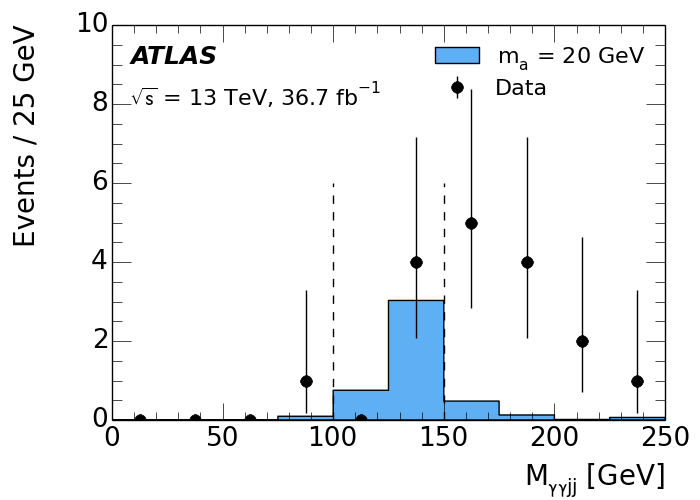 Events / 25 GeV
10
8
6
4
2
0
ATLAS
√s = 13 TeV, 36.7 fb⁻¹
mₐ = 20 GeV
Data
0 50 100 150 200 250
M_γγjj [GeV]